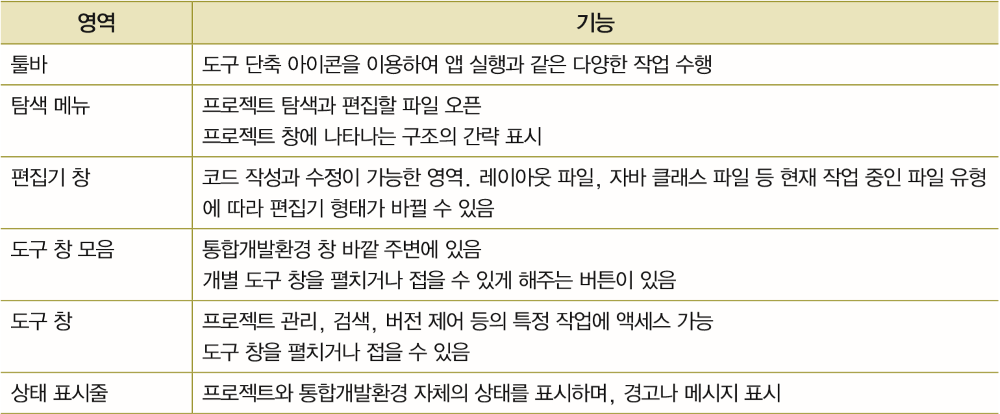 영역 기능
툴바 도구 단축 아이콘을 이용하여 앱 실행과 같은 다양한 작업 수행
탐색 메뉴 프로젝트 탐색과 편집할 파일 오픈
프로젝트 창에 나타나는 구조의 간략 표시
편집기 창 코드 작성과 수정이 가능한 영역. 레이아웃 파일, 자바 클래스 파일 등 현재 작업 중인 파일 유형
에 따라 편집기 형태가 바뀔 수 있음
도구 창 모음 통합개발환경 창 바깥 주변에 있음
개별 도구 창을 펼치거나 접을 수 있게 해주는 버튼이 있음
도구 창 프로젝트 관리, 검색, 버전 제어 등의 특정 작업에 액세스 가능
도구 창을 펼치거나 접을 수 있음
상태 표시줄 프로젝트와 통합개발환경 자체의 상태를 표시하며, 경고나 메시지 표시